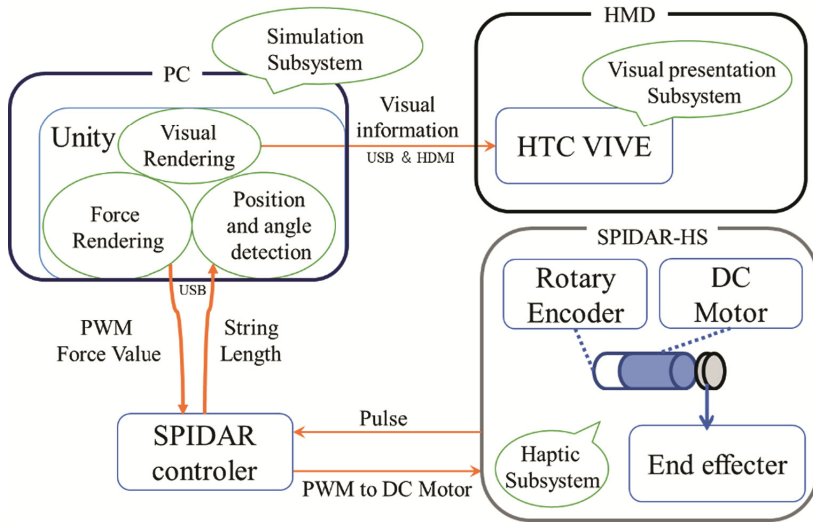 Simulation
Subsystem
PC
Unity
Visual
Rendering
Force
Rendering
Position
and angle
detection
Visual
information
USB & HDMI
HMD
Visual presentation
Subsystem
HTC VIVE
USB
PWM
Force Value
String
Length
SPIDAR
controler
Pulse
PWM to DC Motor
SPIDAR-HS
Rotary
Encoder
DC
Motor
Haptic
Subsystem
End effecter